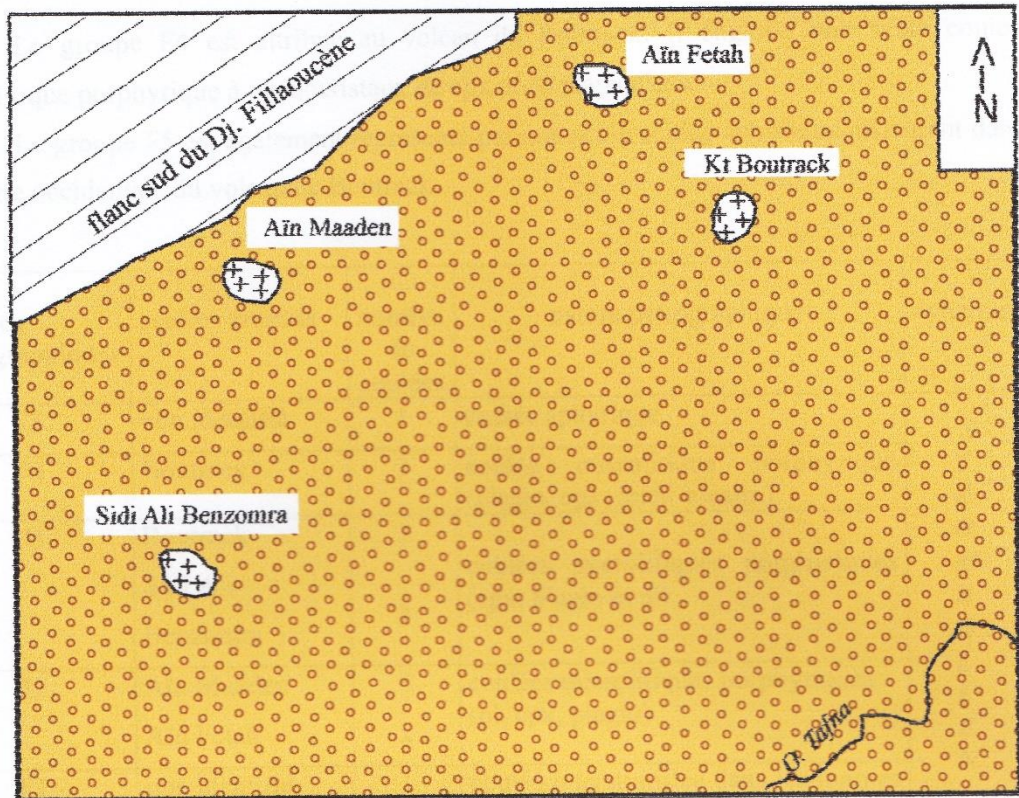 Aïn Fetah
N
flanc sud du Dj. Fillaoucène
Kt Boutrack
Aïn Maaden
Sidi Ali Benzomra
O. Tafna